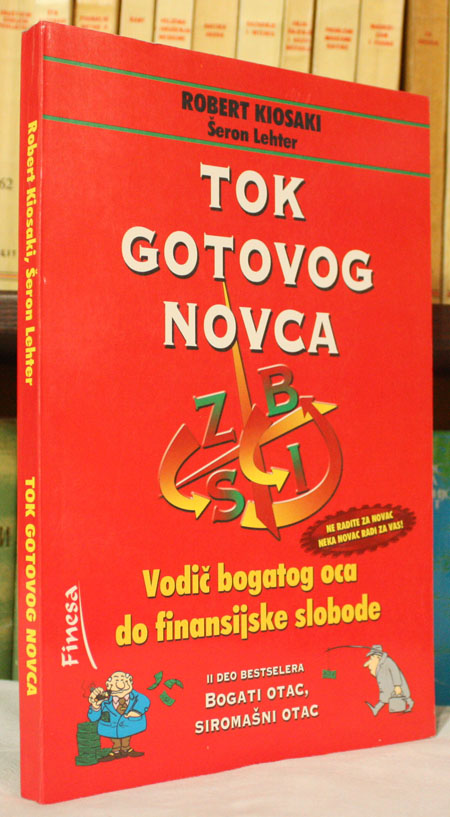 ROBERT KIOSAKI
Šeron Lehter
TOK
GOTOVOG
NOVCA
Z B
S I
NE RADITE ZA NOVAC,
NEKA NOVAC RADI ZA VAS!
Vodič bogatog oca
do finansijske slobode
II DEO BESTSELERA
BOGATI OTAC,
SIROMAŠNI OTAC
Finesa
Robert Kiosaki, Šeron Lehter
TOK GOTOVOG NOVCA